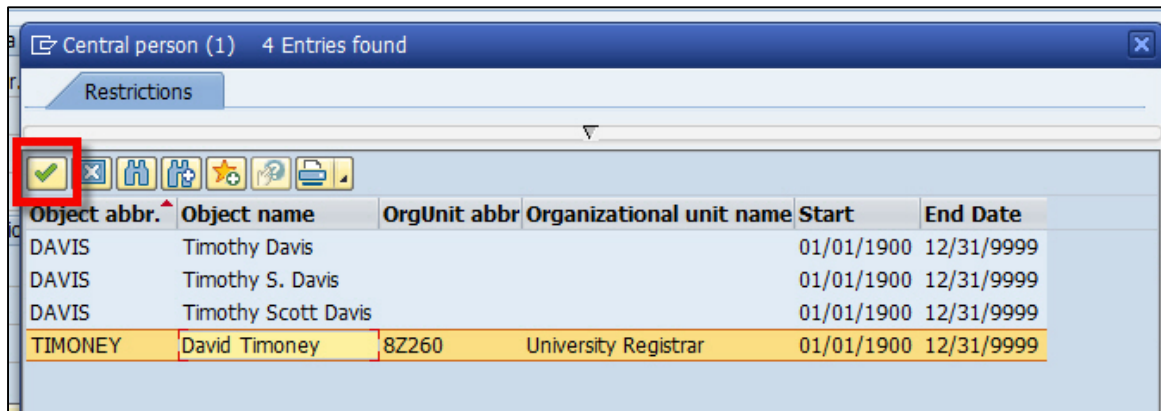 Central person (1) 4 Entries found
Restrictions
Object abbr. Object name OrgUnit abbr Organizational unit name Start End Date
DAVIS Timothy Davis 01/01/1900 12/31/9999
DAVIS Timothy S. Davis 01/01/1900 12/31/9999
DAVIS Timothy Scott Davis 01/01/1900 12/31/9999
TIMONEY David Timoney 8Z260 University Registrar 01/01/1900 12/31/9999